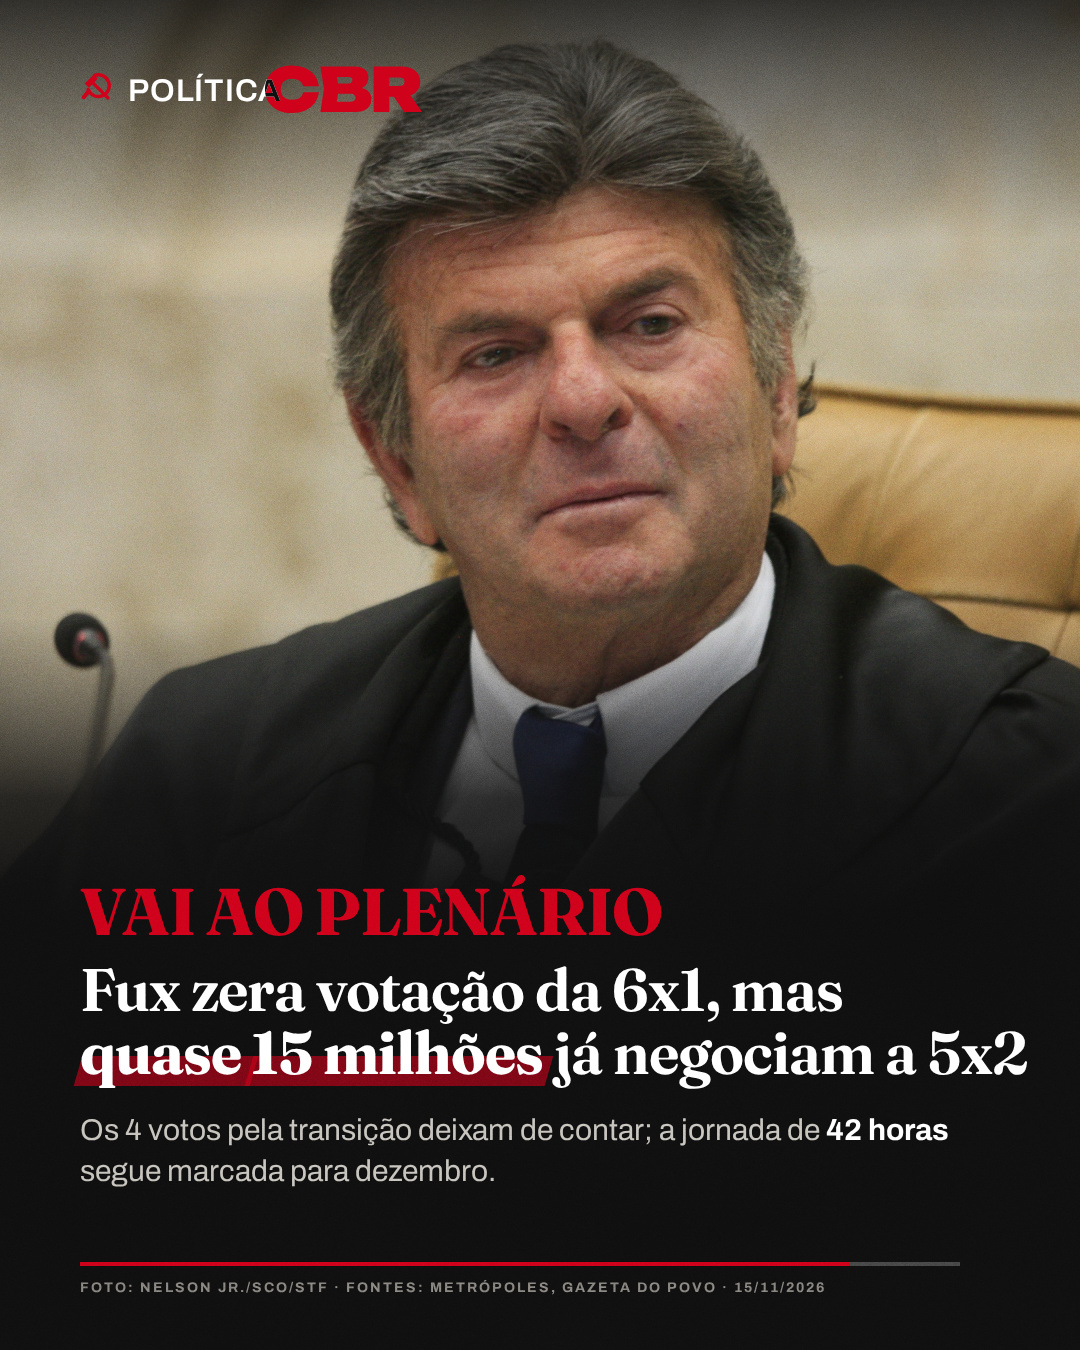 POLÍTICA CBR
VAI AO PLENÁRIO
Fux zera votação da 6x1, mas
quase 15 milhões já negociam a 5x2
Os 4 votos pela transição deixam de contar; a jornada de 42 horas
segue marcada para dezembro.
FOTO: NELSON JR./SCO/STF · FONTES: METRÓPOLES, GAZETA DO POVO · 15/11/2026